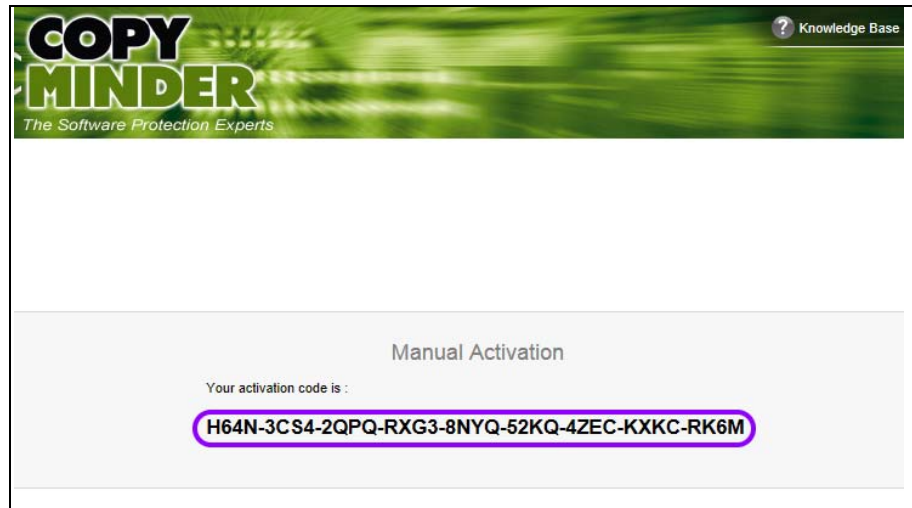 COPY
MINDER
The Software Protection Experts
? Knowledge Base
Manual Activation
Your activation code is :
H64N-3CS4-2QPQ-RXG3-8NYQ-52KQ-4ZEC-KXKC-RK6M